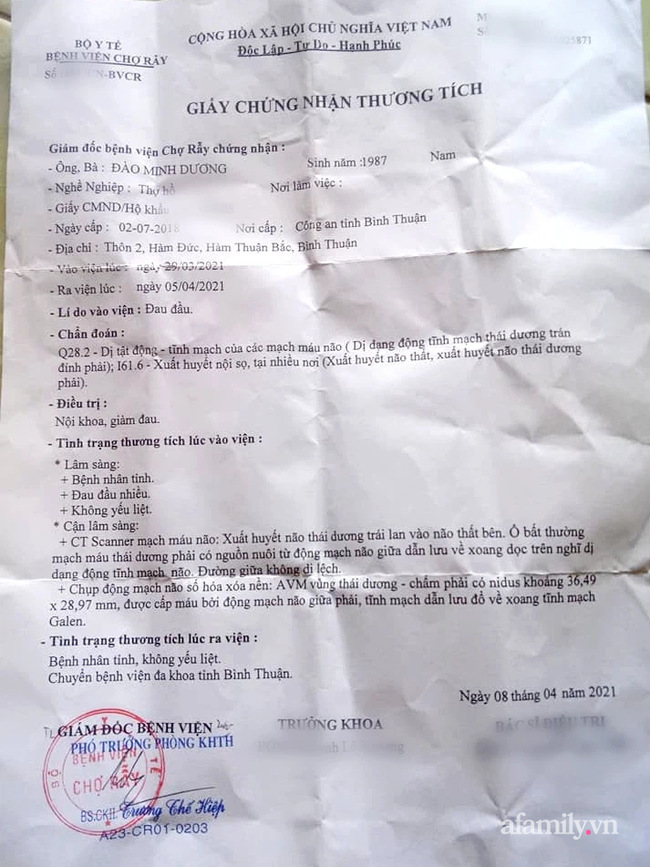 BỘ Y TẾ
BỆNH VIỆN CHỢ RẪY
Số N-BVCR
CỘNG HÒA XÃ HỘI CHỦ NGHĨA VIỆT NAM
Độc Lập - Tự Do - Hạnh Phúc
M
Số 25871
GIẤY CHỨNG NHẬN THƯƠNG TÍCH
Giám đốc bệnh viện Chợ Rẫy chứng nhận :
- Ông, Bà : ĐÀO MINH DƯƠNG Sinh năm :1987 Nam
- Nghề Nghiệp : Thợ hồ Nơi làm việc :
- Giấy CMND/Hộ khẩu
- Ngày cấp : 02-07-2018 Nơi cấp : Công an tỉnh Bình Thuận
- Địa chỉ : Thôn 2, Hàm Đức, Hàm Thuận Bắc, Bình Thuận
- Vào viện lúc : ngày 29/03/2021
- Ra viện lúc : ngày 05/04/2021
- Lí do vào viện : Đau đầu.
- Chẩn đoán :
Q28.2 - Dị tật động - tĩnh mạch của các mạch máu não ( Dị dạng động tĩnh mạch thái dương trán
đỉnh phải); I61.6 - Xuất huyết nội sọ, tại nhiều nơi (Xuất huyết não thất, xuất huyết não thái dương
phải).
- Điều trị :
Nội khoa, giảm đau.
- Tình trạng thương tích lúc vào viện :
* Lâm sàng:
+ Bệnh nhân tỉnh.
+ Đau đầu nhiều.
+ Không yếu liệt.
* Cận lâm sàng:
+ CT Scanner mạch máu não: Xuất huyết não thái dương trái lan vào não thất bên. Ổ bất thường
mạch máu thái dương phải có nguồn nuôi từ động mạch não giữa dẫn lưu về xoang dọc trên nghĩ dị
dạng động tĩnh mạch não. Đường giữa không di lệch.
+ Chụp động mạch não số hóa xóa nền: AVM vùng thái dương - chẩm phải có nidus khoảng 36,49
x 28,97 mm, được cấp máu bởi động mạch não giữa phải, tĩnh mạch dẫn lưu đổ về xoang tĩnh mạch
Galen.
- Tình trạng thương tích lúc ra viện :
Bệnh nhân tỉnh, không yếu liệt.
Chuyển bệnh viện đa khoa tỉnh Bình Thuận.
Ngày 08 tháng 04 năm 2021
TL GIÁM ĐỐC BỆNH VIỆN
PHÓ TRƯỞNG PHÒNG KHTH
TRƯỞNG KHOA
BÁC SĨ ĐIỀU TRỊ
BỘ Y TẾ
BỆNH VIỆN
CHỢ RẪY
BS.CKII. Trương Thế Hiệp
A23-CR01-0203
afamily.vn